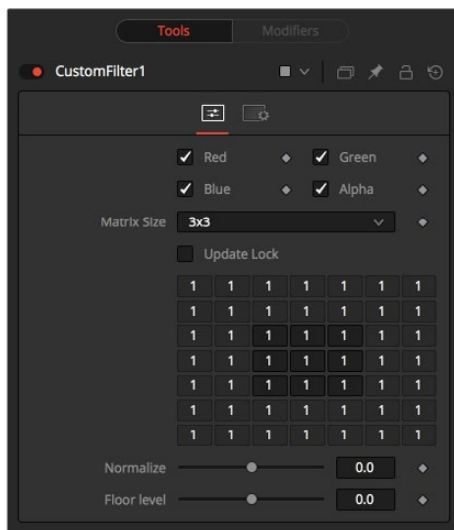 Tools Modifiers
CustomFilter1
Red Green
Blue Alpha
Matrix Size 3x3
Update Lock
1 1 1 1 1 1 1
1 1 1 1 1 1 1
1 1 1 1 1 1 1
1 1 1 1 1 1 1
1 1 1 1 1 1 1
1 1 1 1 1 1 1
1 1 1 1 1 1 1
Normalize 0.0
Floor level 0.0